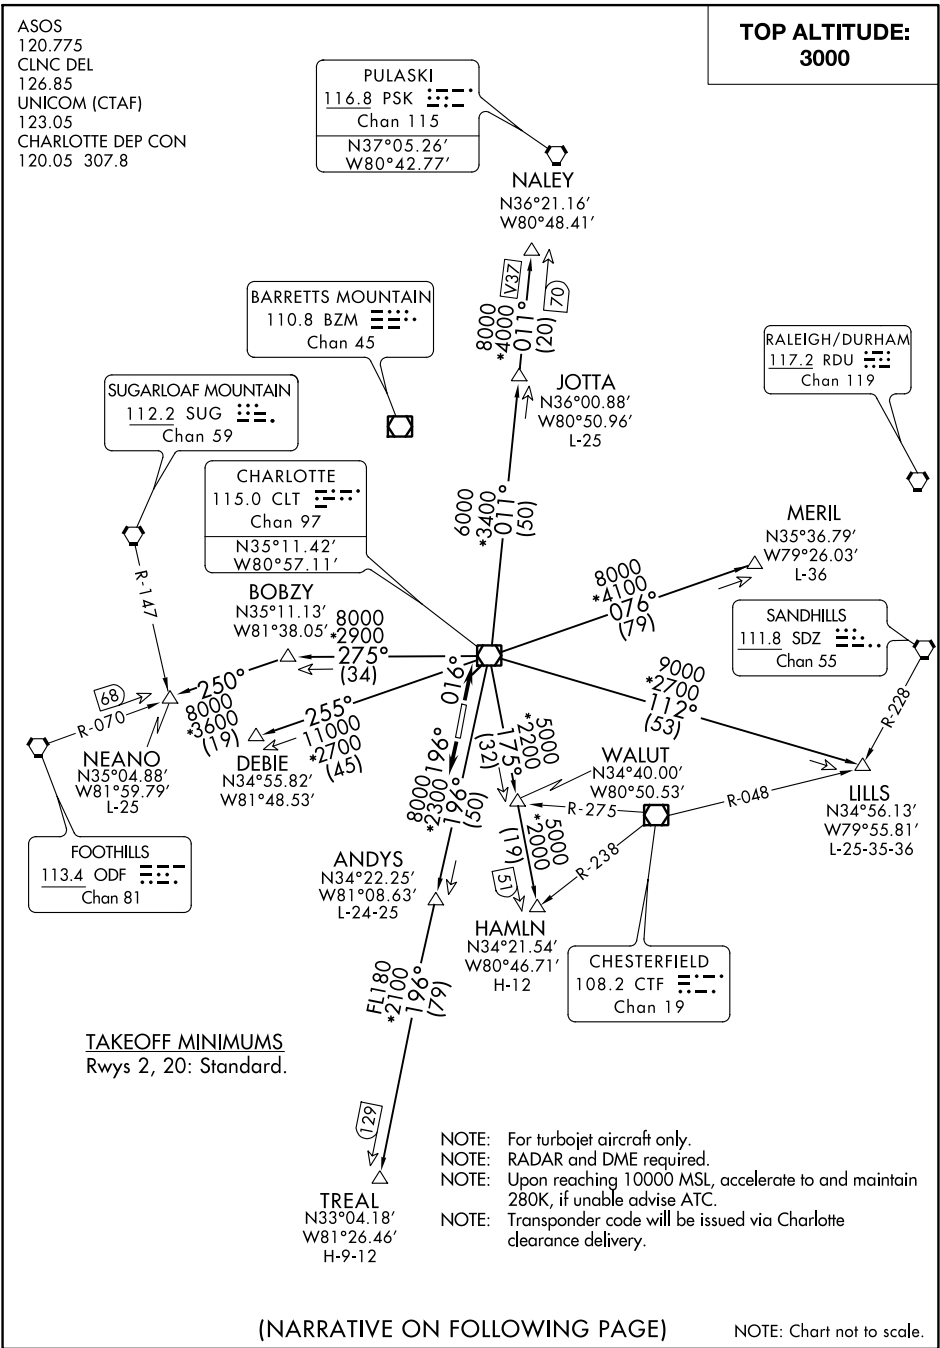 ASOS
120.775
CLNC DEL
126.85
UNICOM (CTAF)
123.05
CHARLOTTE DEP CON
120.05 307.8
TOP ALTITUDE:
3000
PULASKI
116.8 PSK
Chan 115
N37°05.26′
W80°42.77′
NALEY
N36°21.16′
W80°48.41′
V37
70
8000
*4000
011°
(20)
BARRETTS MOUNTAIN
110.8 BZM
Chan 45
RALEIGH/DURHAM
117.2 RDU
Chan 119
JOTTA
N36°00.88′
W80°50.96′
L-25
SUGARLOAF MOUNTAIN
112.2 SUG
Chan 59
CHARLOTTE
115.0 CLT
Chan 97
N35°11.42′
W80°57.11′
6000
*3400
011°
(50)
MERIL
N35°36.79′
W79°26.03′
L-36
R-147
BOBZY
N35°11.13′
W81°38.05′
8000
*2900
275°
(34)
8000
*4100
076°
(79)
SANDHILLS
111.8 SDZ
Chan 55
016°
196°
250°
8000
*3600
(19)
68
R-070
255°
11000
*2700
(45)
9000
*2700
112°
(53)
R-228
NEANO
N35°04.88′
W81°59.79′
L-25
DEBIE
N34°55.82′
W81°48.53′
8000
*2300
196°
(50)
5000
*2200
175°
(32)
WALUT
N34°40.00′
W80°50.53′
R-275
R-048
LILLS
N34°56.13′
W79°55.81′
L-25-35-36
FOOTHILLS
113.4 ODF
Chan 81
ANDYS
N34°22.25′
W81°08.63′
L-24-25
5000
*2000
(19)
51
R-238
HAMLN
N34°21.54′
W80°46.71′
H-12
CHESTERFIELD
108.2 CTF
Chan 19
FL180
*2100
196°
(79)
TAKEOFF MINIMUMS
Rwys 2, 20: Standard.
129
TREAL
N33°04.18′
W81°26.46′
H-9-12
NOTE: For turbojet aircraft only.
NOTE: RADAR and DME required.
NOTE: Upon reaching 10000 MSL, accelerate to and maintain
280K, if unable advise ATC.
NOTE: Transponder code will be issued via Charlotte
clearance delivery.
(NARRATIVE ON FOLLOWING PAGE)
NOTE: Chart not to scale.